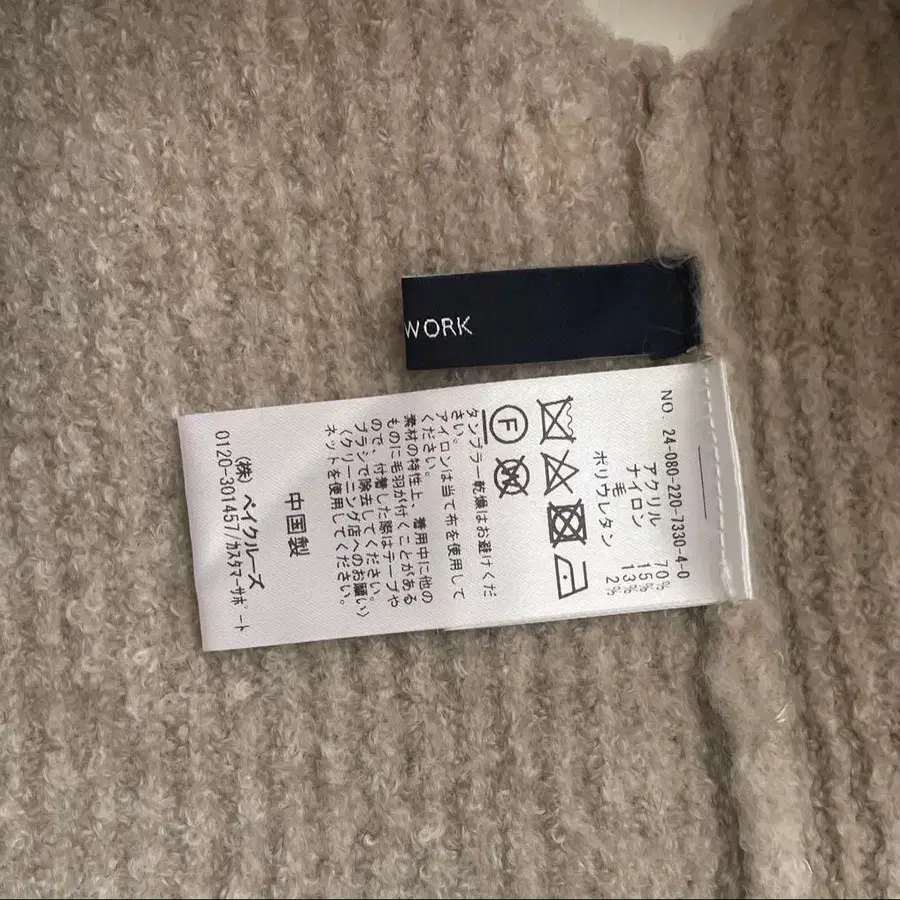 WORK
NO. 24-080-220-7330-4-0
アクリル 70%
ナイロン 15%
毛 13%
ポリウレタン 2%
F
タンブラー乾燥はお避けくだ
さい。
アイロンは当て布を使用して
ください。
素材の特性上、着用中に他の
ものに毛羽が付くことがある
ので、付着した際はテープや
ブラシで除去してください。
〈クリーニング店へのお願い〉
ネットを使用してください。
中国製
(株) ベイクルーズ
0120-301457/カスタマーサポート